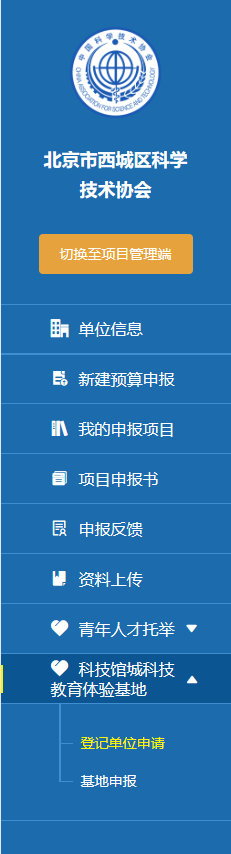 中国科学技术协会
CHINA ASSOCIATION FOR SCIENCE AND TECHNOLOGY
北京市西城区科学
技术协会
切换至项目管理端
单位信息
新建预算申报
我的申报项目
项目申报书
申报反馈
资料上传
青年人才托举
科技馆城科技
教育体验基地
登记单位申请
基地申报